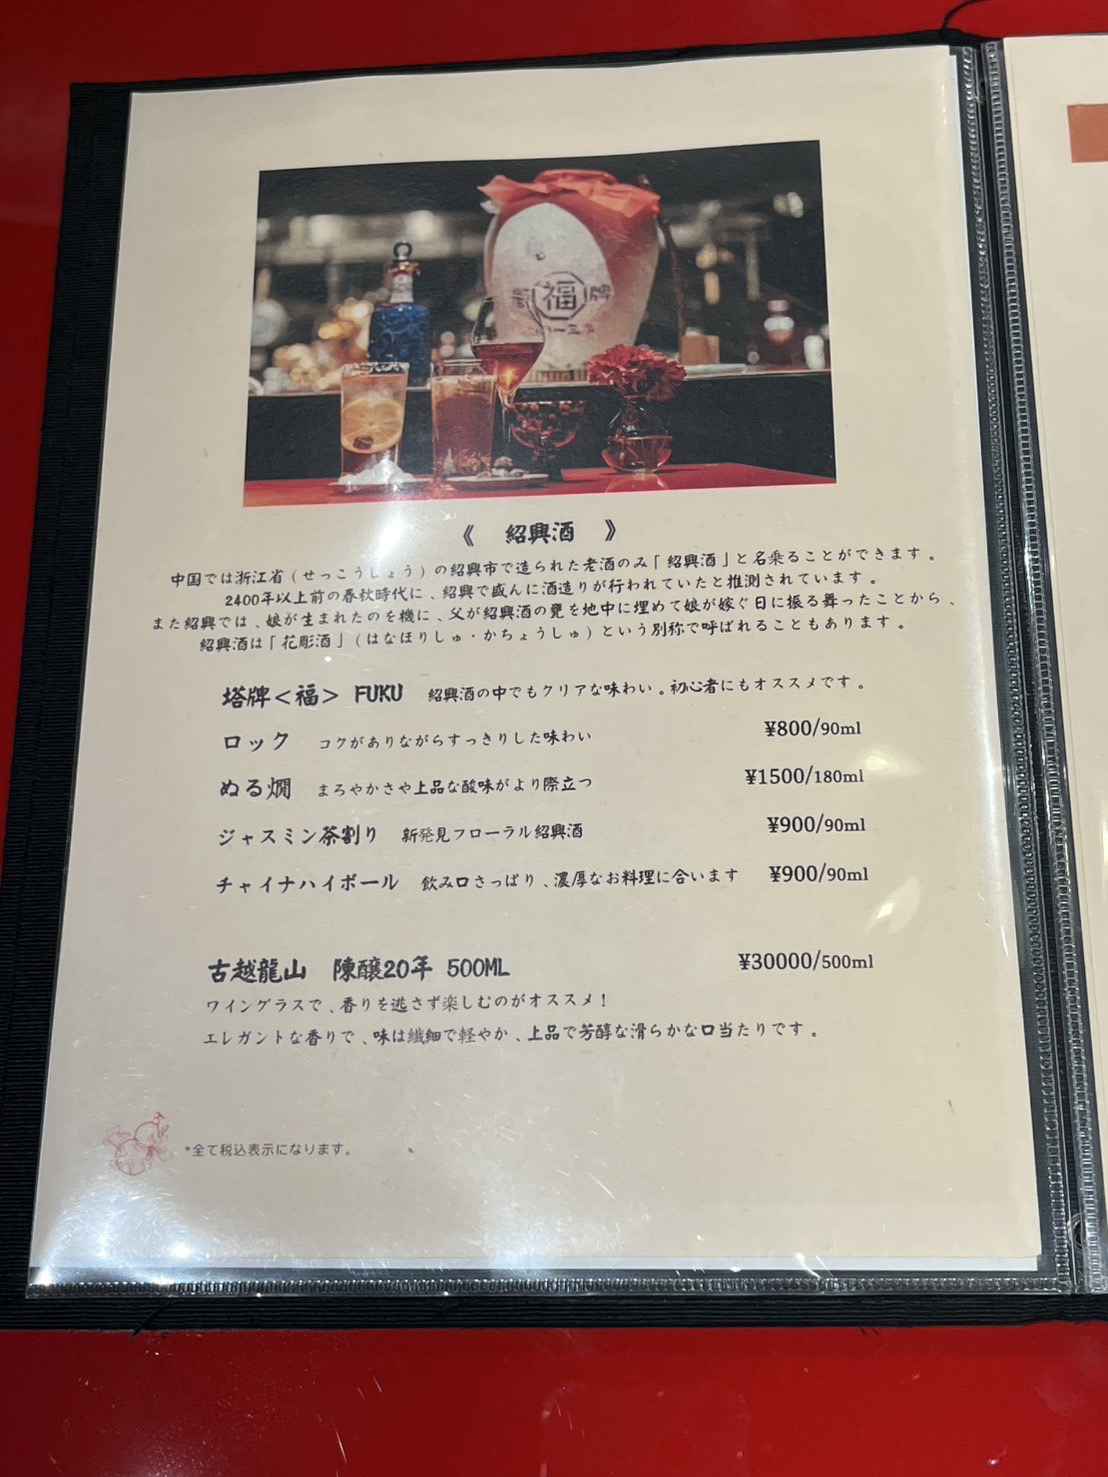 福
牌
《 紹興酒 》
中国では浙江省(せっこうしょう)の紹興市で造られた老酒のみ「紹興酒」と名乗ることができます。
2400年以上前の春秋時代に、紹興で盛んに酒造りが行われていたと推測されています。
また紹興では、娘が生まれたのを機に、父が紹興酒の甕を地中に埋めて娘が嫁ぐ日に振る舞ったことから、
紹興酒は「花彫酒」(はなほりしゅ・かちょうしゅ)という別称で呼ばれることもあります。
塔牌<福> FUKU 紹興酒の中でもクリアな味わい。初心者にもオススメです。
ロック コクがありながらすっきりした味わい ¥800/90ml
ぬる燗 まろやかさや上品な酸味がより際立つ ¥1500/180ml
ジャスミン茶割り 新発見フローラル紹興酒 ¥900/90ml
チャイナハイボール 飲み口さっぱり、濃厚なお料理に合います ¥900/90ml
古越龍山 陳醸20年 500ML ¥30000/500ml
ワイングラスで、香りを逃さず楽しむのがオススメ!
エレガントな香りで、味は繊細で軽やか、上品で芳醇な滑らかな口当たりです。
*全て税込表示になります。